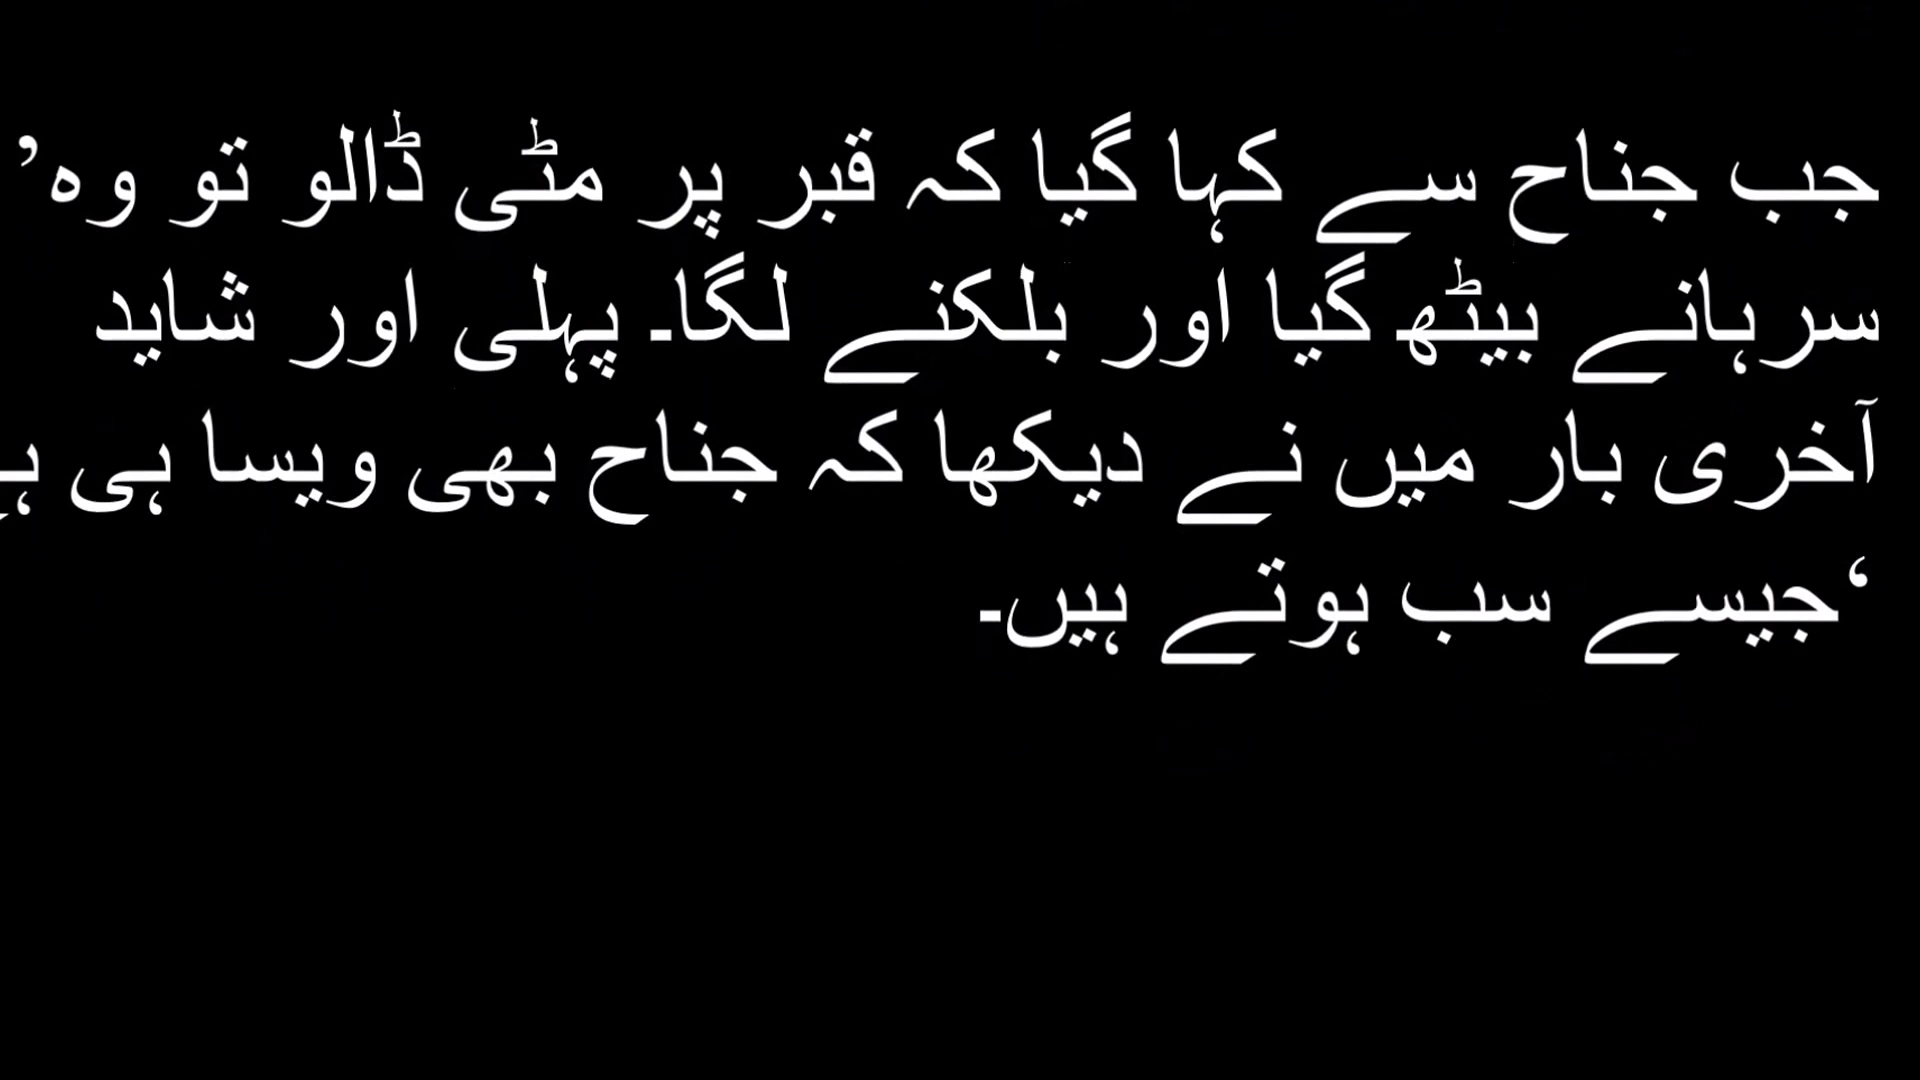 جب جناح سے کہا گیا کہ قبر پر مٹی ڈالو تو وہ’
سرہانے بیٹھ گیا اور بلکنے لگا۔ پہلی اور شاید
آخری بار میں نے دیکھا کہ جناح بھی ویسا ہی
‘جیسے سب ہوتے ہیں۔